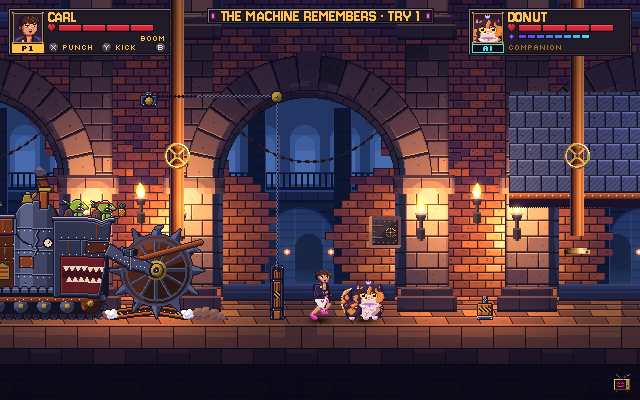 CARL
P1
X PUNCH Y KICK
BOOM
B
THE MACHINE REMEMBERS · TRY 1
DONUT
AI
COMPANION